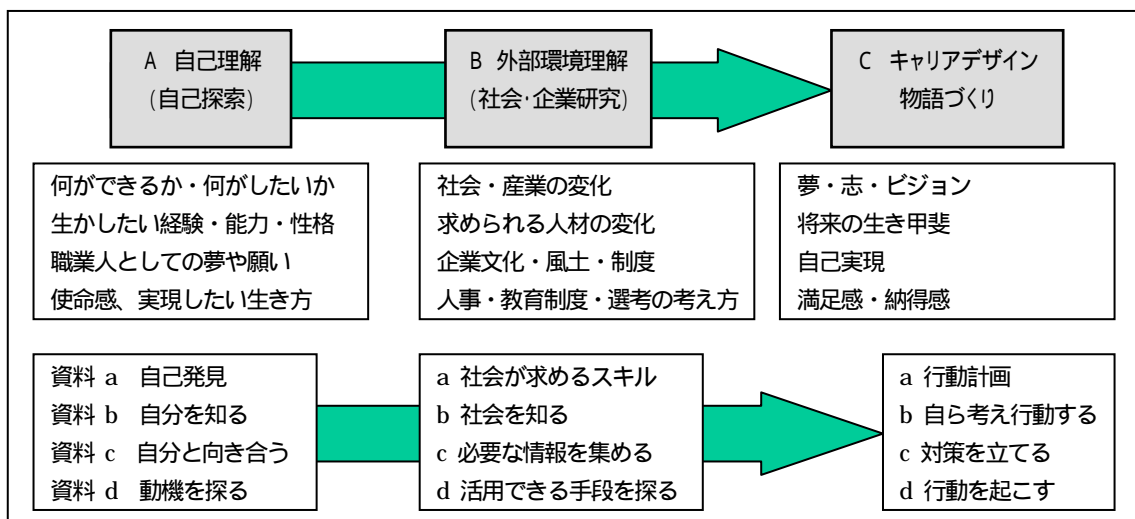 A 自己理解
(自己探索)
B 外部環境理解
(社会・企業研究)
C キャリアデザイン
物語づくり
何ができるか・何がしたいか
生かしたい経験・能力・性格
職業人としての夢や願い
使命感、実現したい生き方
社会・産業の変化
求められる人材の変化
企業文化・風土・制度
人事・教育制度・選考の考え方
夢・志・ビジョン
将来の生き甲斐
自己実現
満足感・納得感
資料 a 自己発見
資料 b 自分を知る
資料 c 自分と向き合う
資料 d 動機を探る
a 社会が求めるスキル
b 社会を知る
c 必要な情報を集める
d 活用できる手段を探る
a 行動計画
b 自ら考え行動する
c 対策を立てる
d 行動を起こす